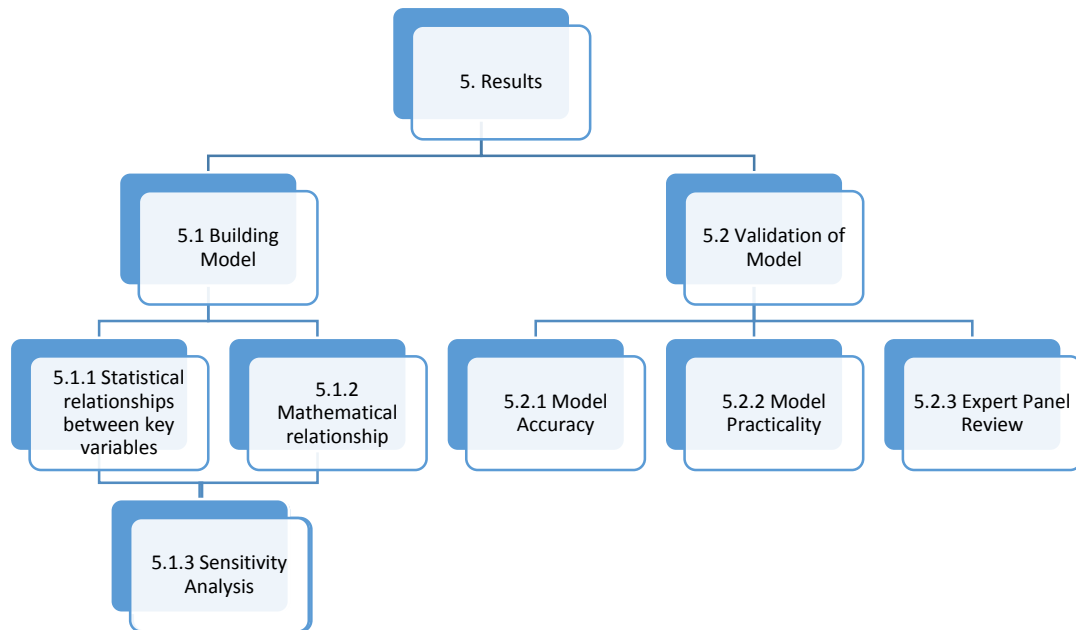 5. Results
5.1 Building
Model
5.2 Validation of
Model
5.1.1 Statistical
relationships
between key
variables
5.1.2
Mathematical
relationship
5.2.1 Model
Accuracy
5.2.2 Model
Practicality
5.2.3 Expert Panel
Review
5.1.3 Sensitivity
Analysis